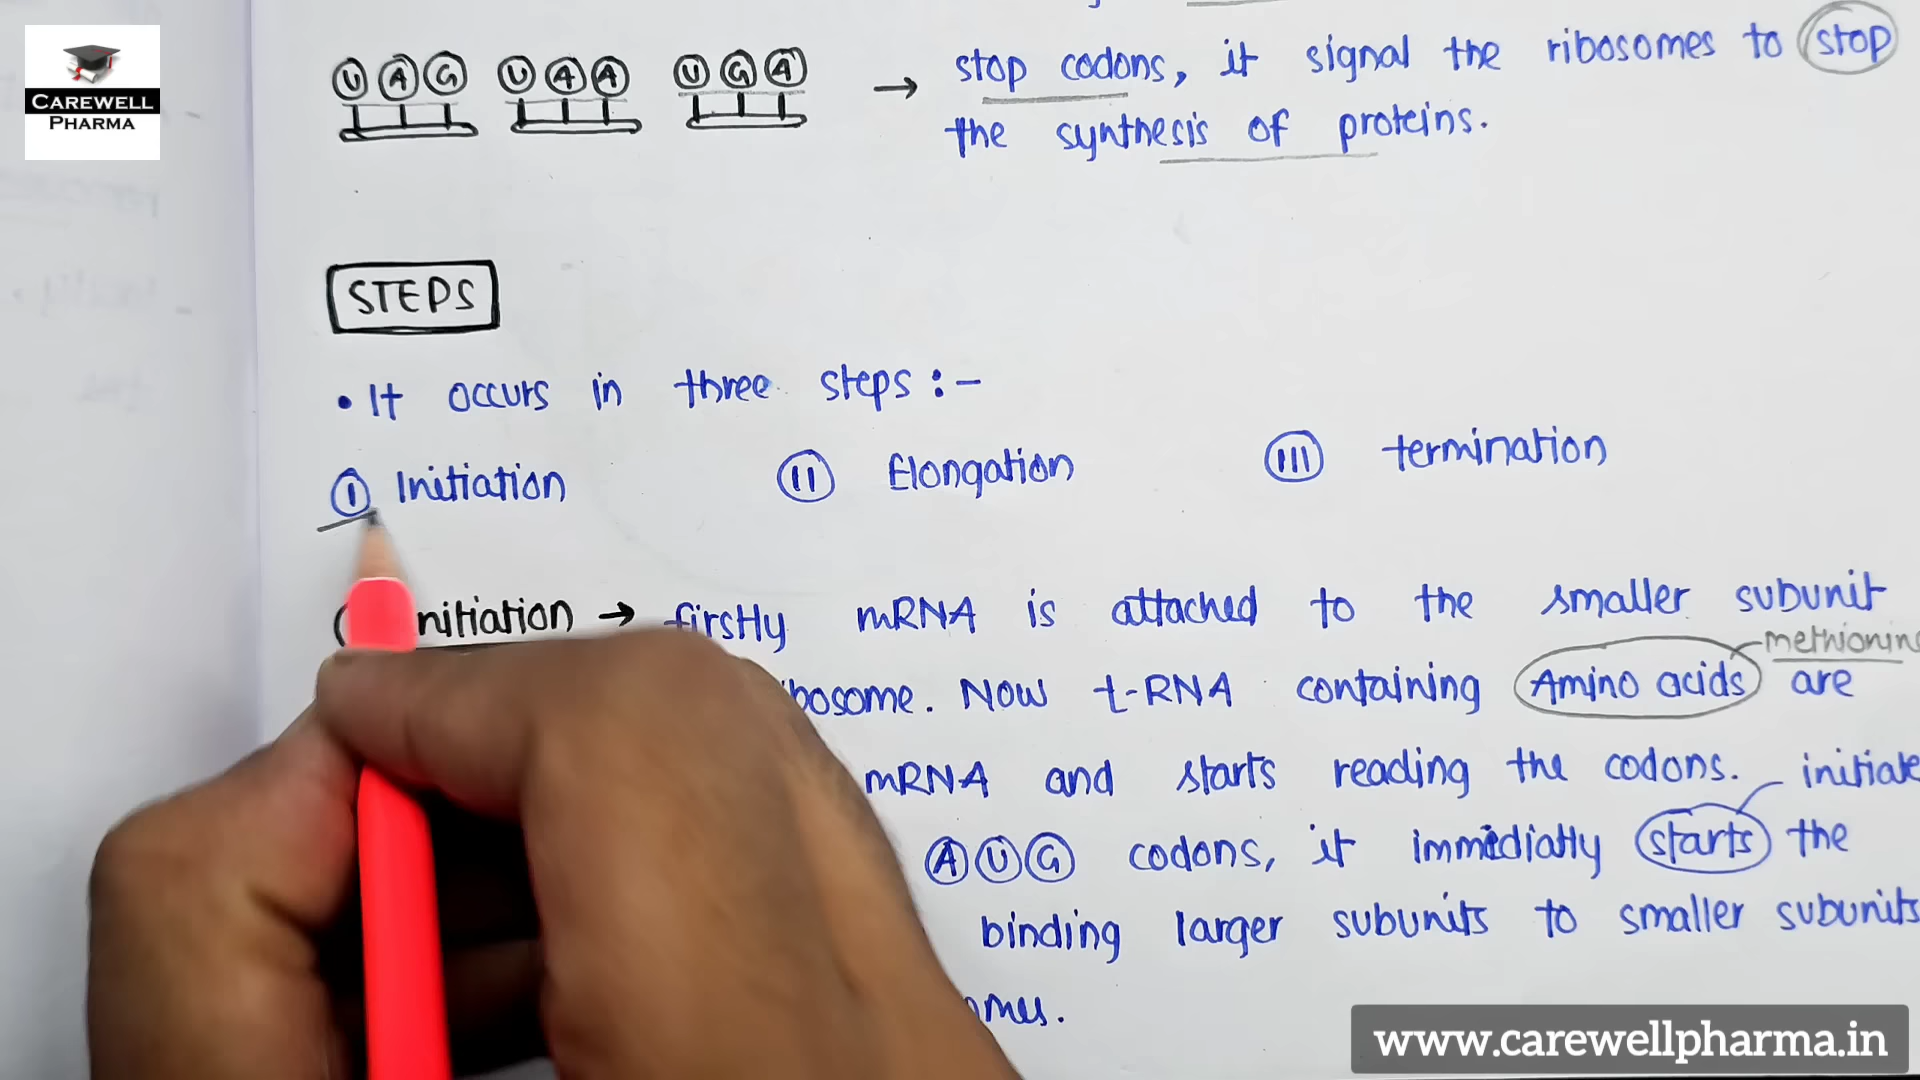 CAREWELL
PHARMA
UAG UAA UGA → stop codons, it signal the ribosomes to stop
the synthesis of proteins.
STEPS
• It occurs in three steps :-
I Initiation II Elongation III termination
nitiation → firstly mRNA is attached to the smaller subunit
methionin
bosome. Now t-RNA containing Amino acids are
mRNA and starts reading the codons. initiate
AUG codons, it immidiatly starts the
binding larger subunits to smaller subunits
omes.
www.carewellpharma.in